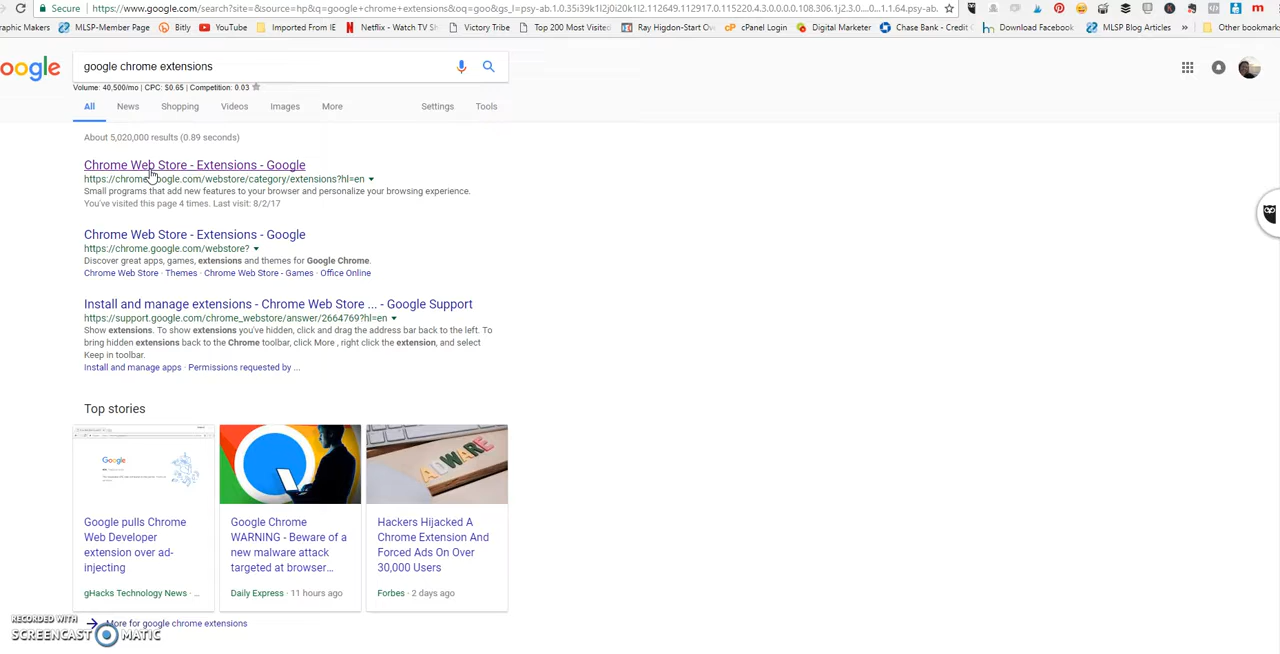 Secure https://www.google.com/search?site=&source=hp&q=google+chrome+extensions&oq=goo&gs_l=psy-ab.1.0.35i39k1l2j0i20k1l2.112649.112917.0.115220.4.3.0.0.0.0.108.306.1j2.3.0....0...1.1.64.psy-ab.
raphic Makers MLSP-Member Page Bitly YouTube Imported From IE Netflix - Watch TV Sh Victory Tribe Top 200 Most Visited Ray Higdon-Start Ov cPanel Login Digital Marketer Chase Bank - Credit C Download Facebook MLSP Blog Articles » Other bookmark
oogle google chrome extensions
Volume: 40,500/mo | CPC: $0.65 | Competition: 0.03
All News Shopping Videos Images More Settings Tools
About 5,020,000 results (0.89 seconds)
Chrome Web Store - Extensions - Google
https://chrome.google.com/webstore/category/extensions?hl=en
Small programs that add new features to your browser and personalize your browsing experience.
You've visited this page 4 times. Last visit: 8/2/17
Chrome Web Store - Extensions - Google
https://chrome.google.com/webstore?
Discover great apps, games, extensions and themes for Google Chrome.
Chrome Web Store · Themes · Chrome Web Store - Games · Office Online
Install and manage extensions - Chrome Web Store ... - Google Support
https://support.google.com/chrome_webstore/answer/2664769?hl=en
Show extensions. To show extensions you've hidden, click and drag the address bar back to the left. To
bring hidden extensions back to the Chrome toolbar, click More , right click the extension, and select
Keep in toolbar.
Install and manage apps · Permissions requested by ...
Top stories
Google
ADWARE
Google pulls Chrome
Web Developer
extension over ad-
injecting
gHacks Technology News · ...
Google Chrome
WARNING - Beware of a
new malware attack
targeted at browser...
Daily Express · 11 hours ago
Hackers Hijacked A
Chrome Extension And
Forced Ads On Over
30,000 Users
Forbes · 2 days ago
More for google chrome extensions
RECORDED WITH
SCREENCAST MATIC